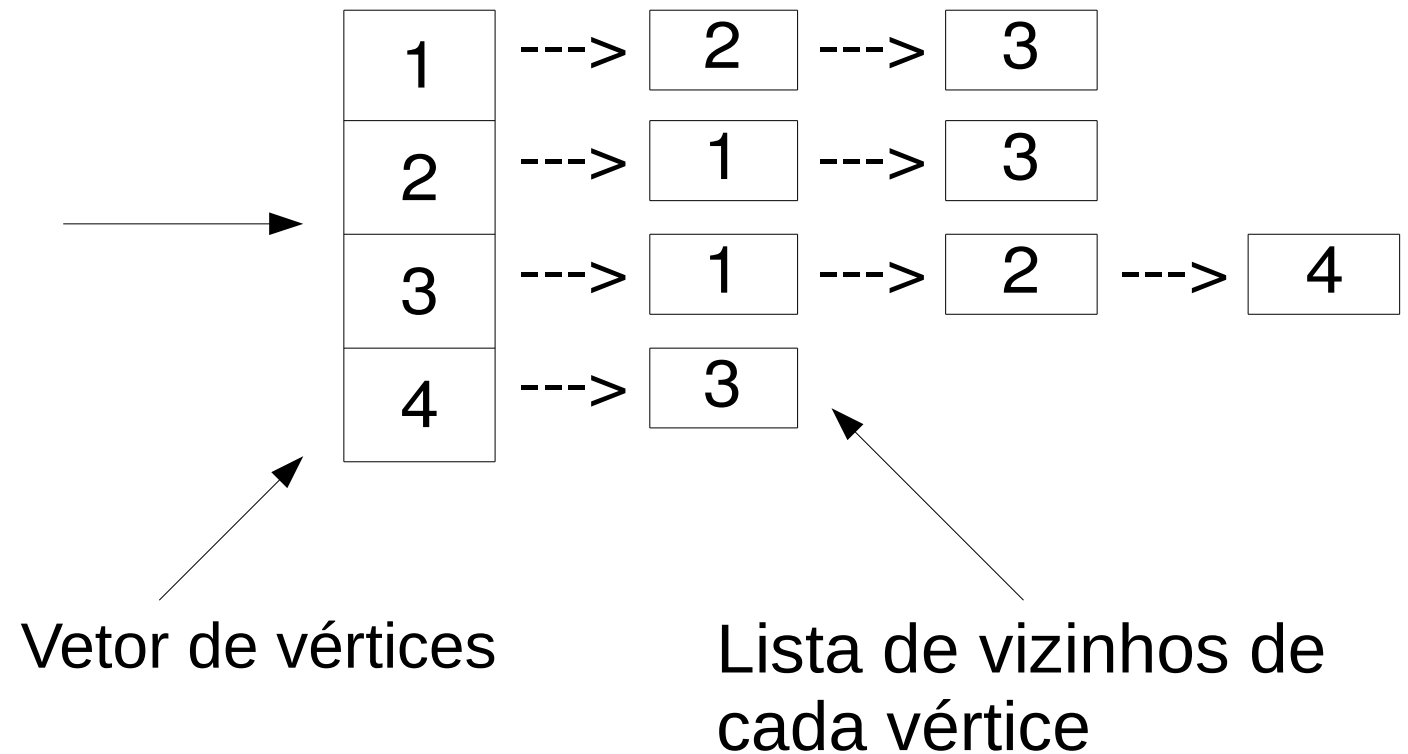 1 ---> 2 ---> 3
2 ---> 1 ---> 3
3 ---> 1 ---> 2 ---> 4
4 ---> 3
Vetor de vértices
Lista de vizinhos de
cada vértice